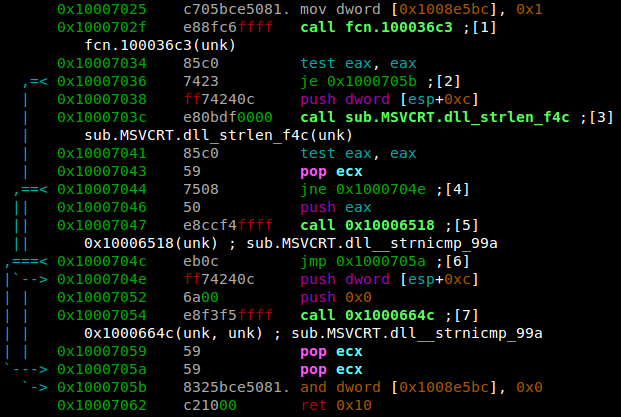 0x10007025 c705bce5081. mov dword [0x1008e5bc], 0x1
0x1000702f e88fc6ffff call fcn.100036c3 ;[1]
fcn.100036c3(unk)
0x10007034 85c0 test eax, eax
,=< 0x10007036 7423 je 0x1000705b ;[2]
| 0x10007038 ff74240c push dword [esp+0xc]
| 0x1000703c e80bdf0000 call sub.MSVCRT.dll_strlen_f4c ;[3]
| sub.MSVCRT.dll_strlen_f4c(unk)
| 0x10007041 85c0 test eax, eax
| 0x10007043 59 pop ecx
,==< 0x10007044 7508 jne 0x1000704e ;[4]
|| 0x10007046 50 push eax
|| 0x10007047 e8ccf4ffff call 0x10006518 ;[5]
|| 0x10006518(unk) ; sub.MSVCRT.dll__strnicmp_99a
,===< 0x1000704c eb0c jmp 0x1000705a ;[6]
|`--> 0x1000704e ff74240c push dword [esp+0xc]
| | 0x10007052 6a00 push 0x0
| | 0x10007054 e8f3f5ffff call 0x1000664c ;[7]
| | 0x1000664c(unk, unk) ; sub.MSVCRT.dll__strnicmp_99a
| | 0x10007059 59 pop ecx
`---> 0x1000705a 59 pop ecx
`-> 0x1000705b 8325bce5081. and dword [0x1008e5bc], 0x0
0x10007062 c21000 ret 0x10